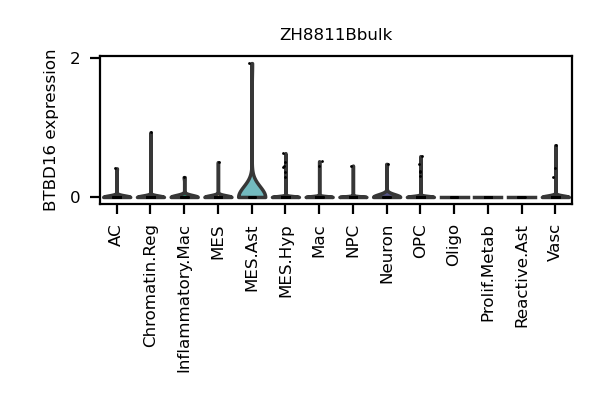 ZH8811Bbulk
BTBD16 expression
2
0
AC
Chromatin.Reg
Inflammatory.Mac
MES
MES.Ast
MES.Hyp
Mac
NPC
Neuron
OPC
Oligo
Prolif.Metab
Reactive.Ast
Vasc